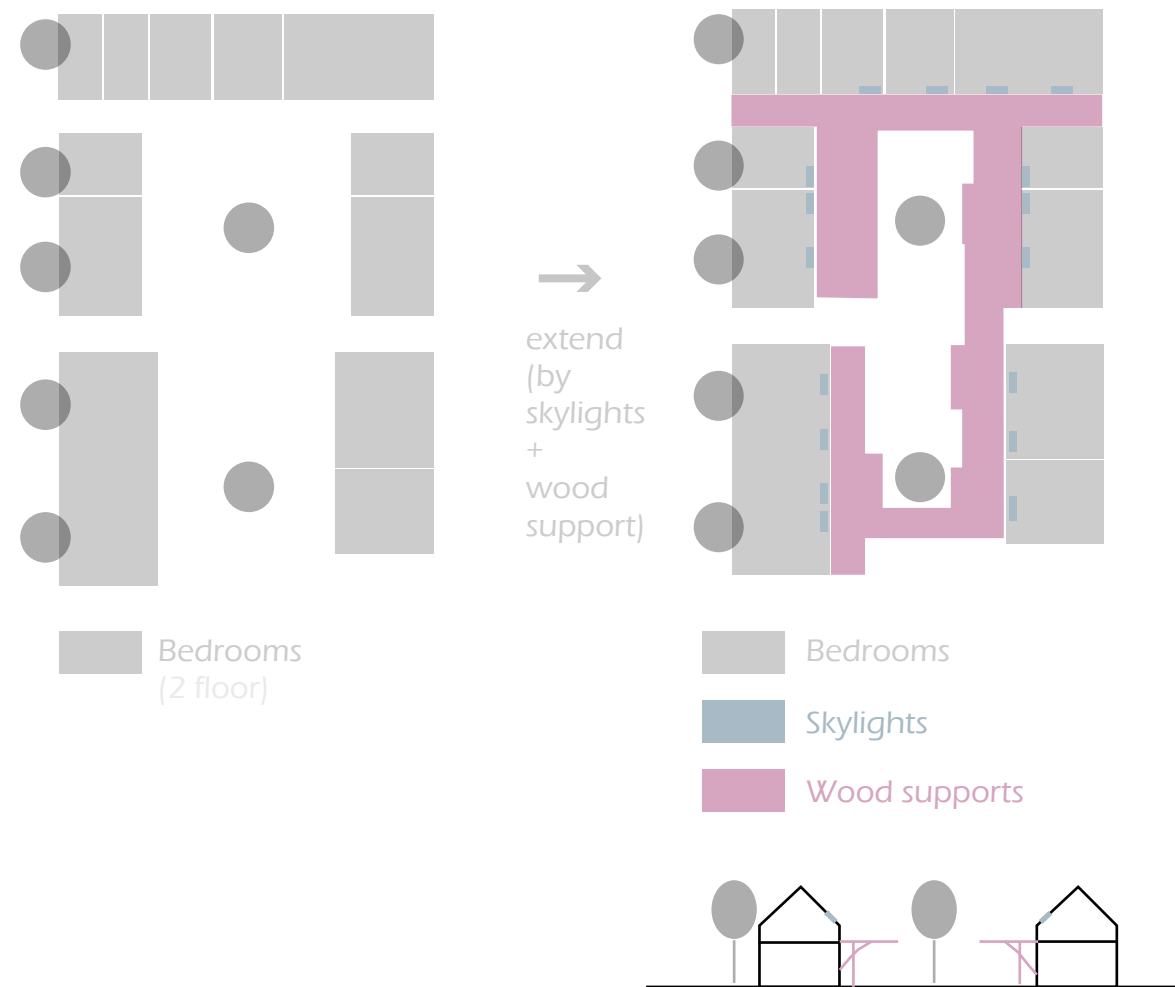 extend
(by
skylights
+
wood
support)
Bedrooms
(2 floor)
Bedrooms
Skylights
Wood supports